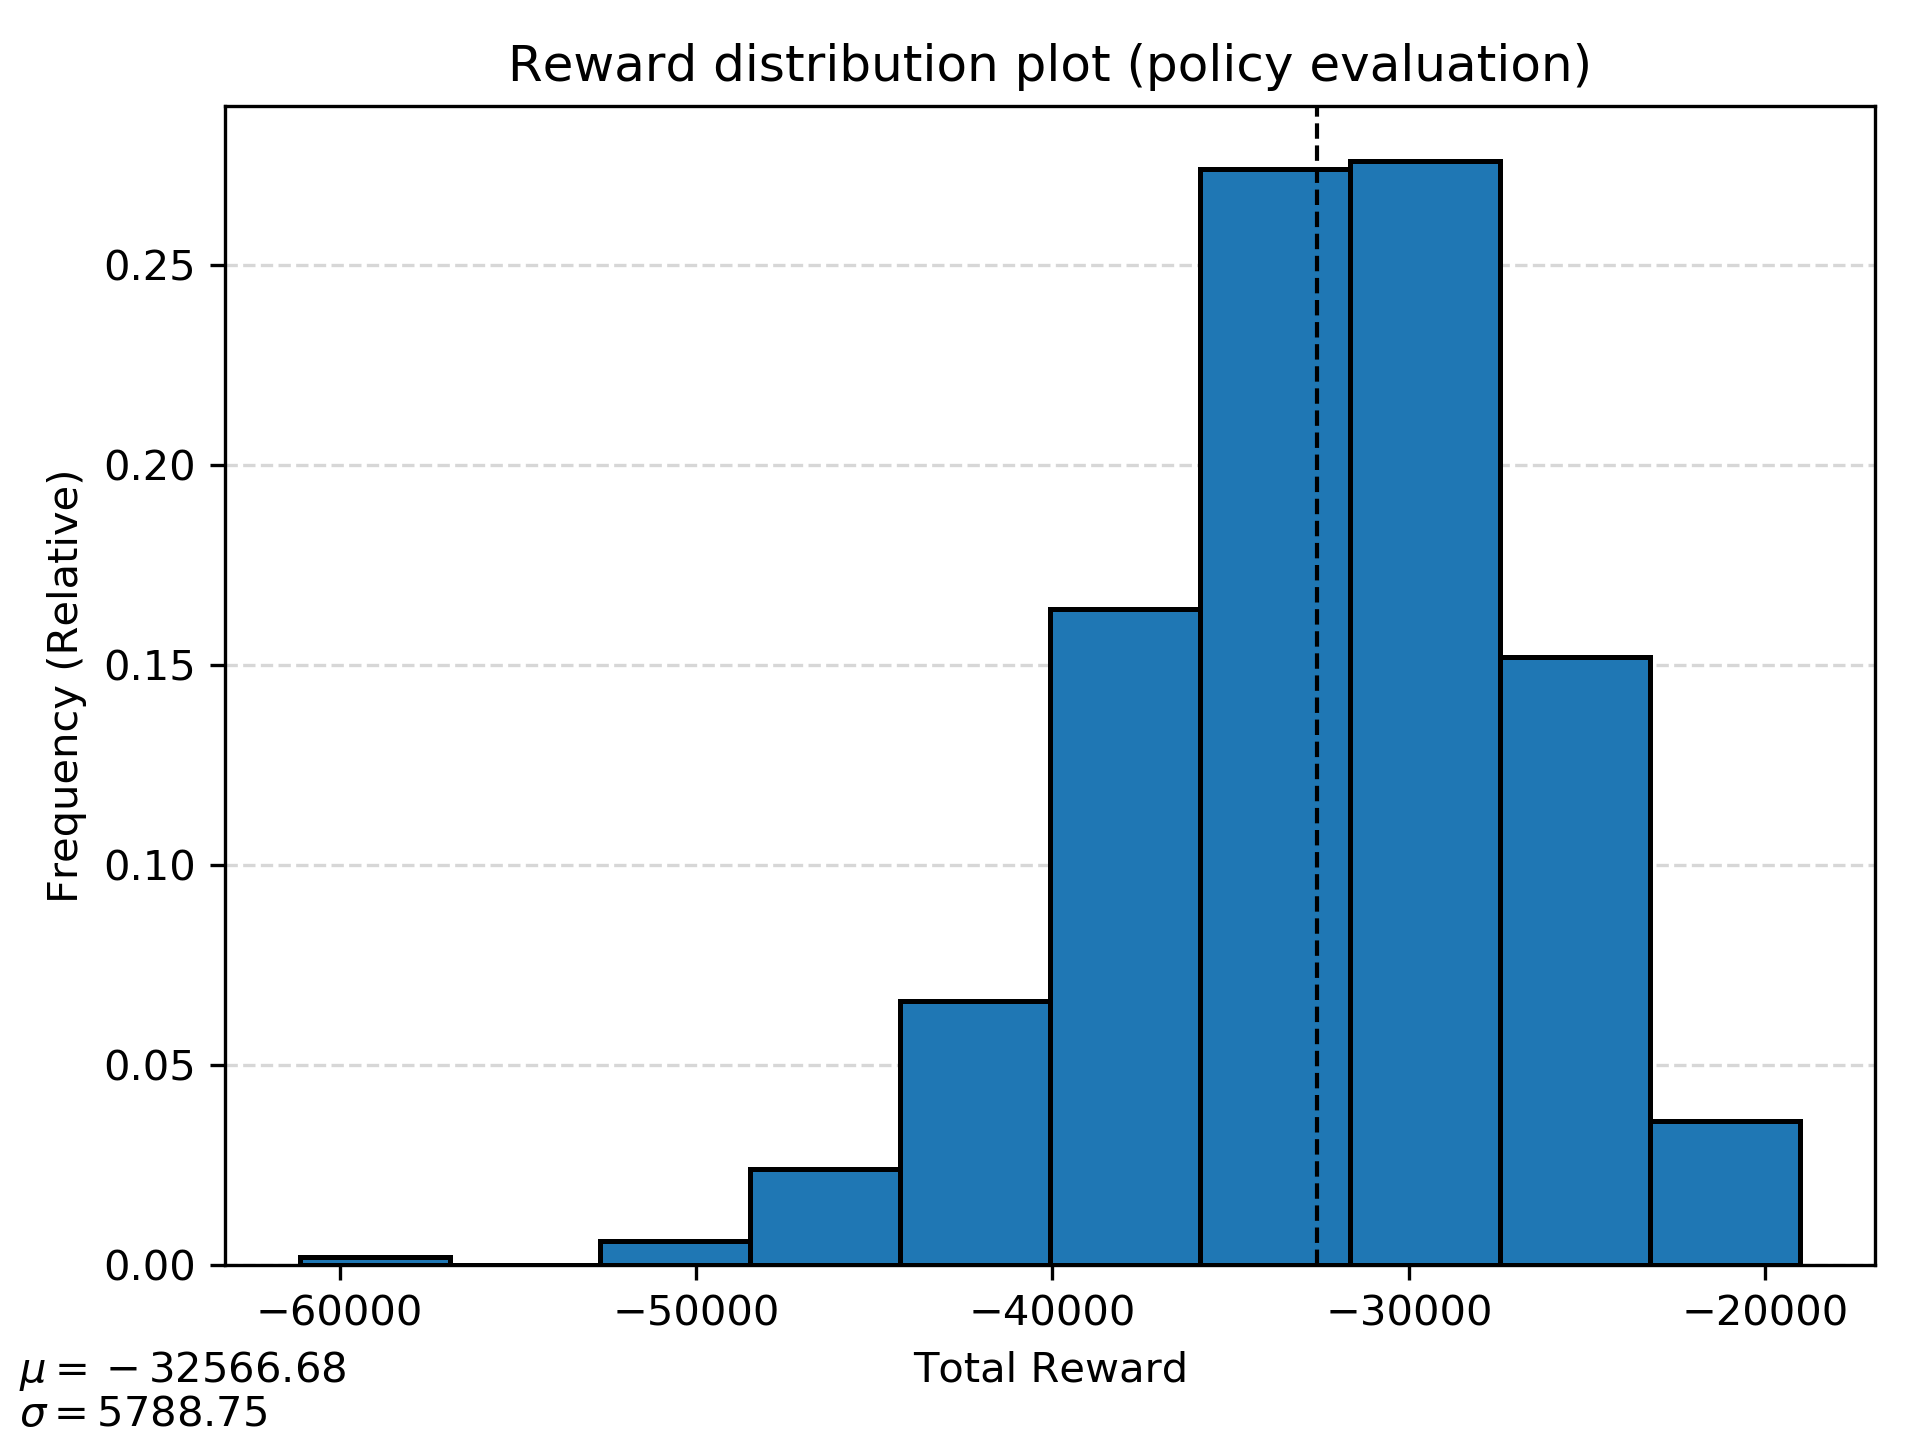 Reward distribution plot (policy evaluation)
Frequency (Relative)
0.25
0.20
0.15
0.10
0.05
0.00
−60000 −50000 −40000 −30000 −20000
Total Reward
μ = −32566.68
σ = 5788.75